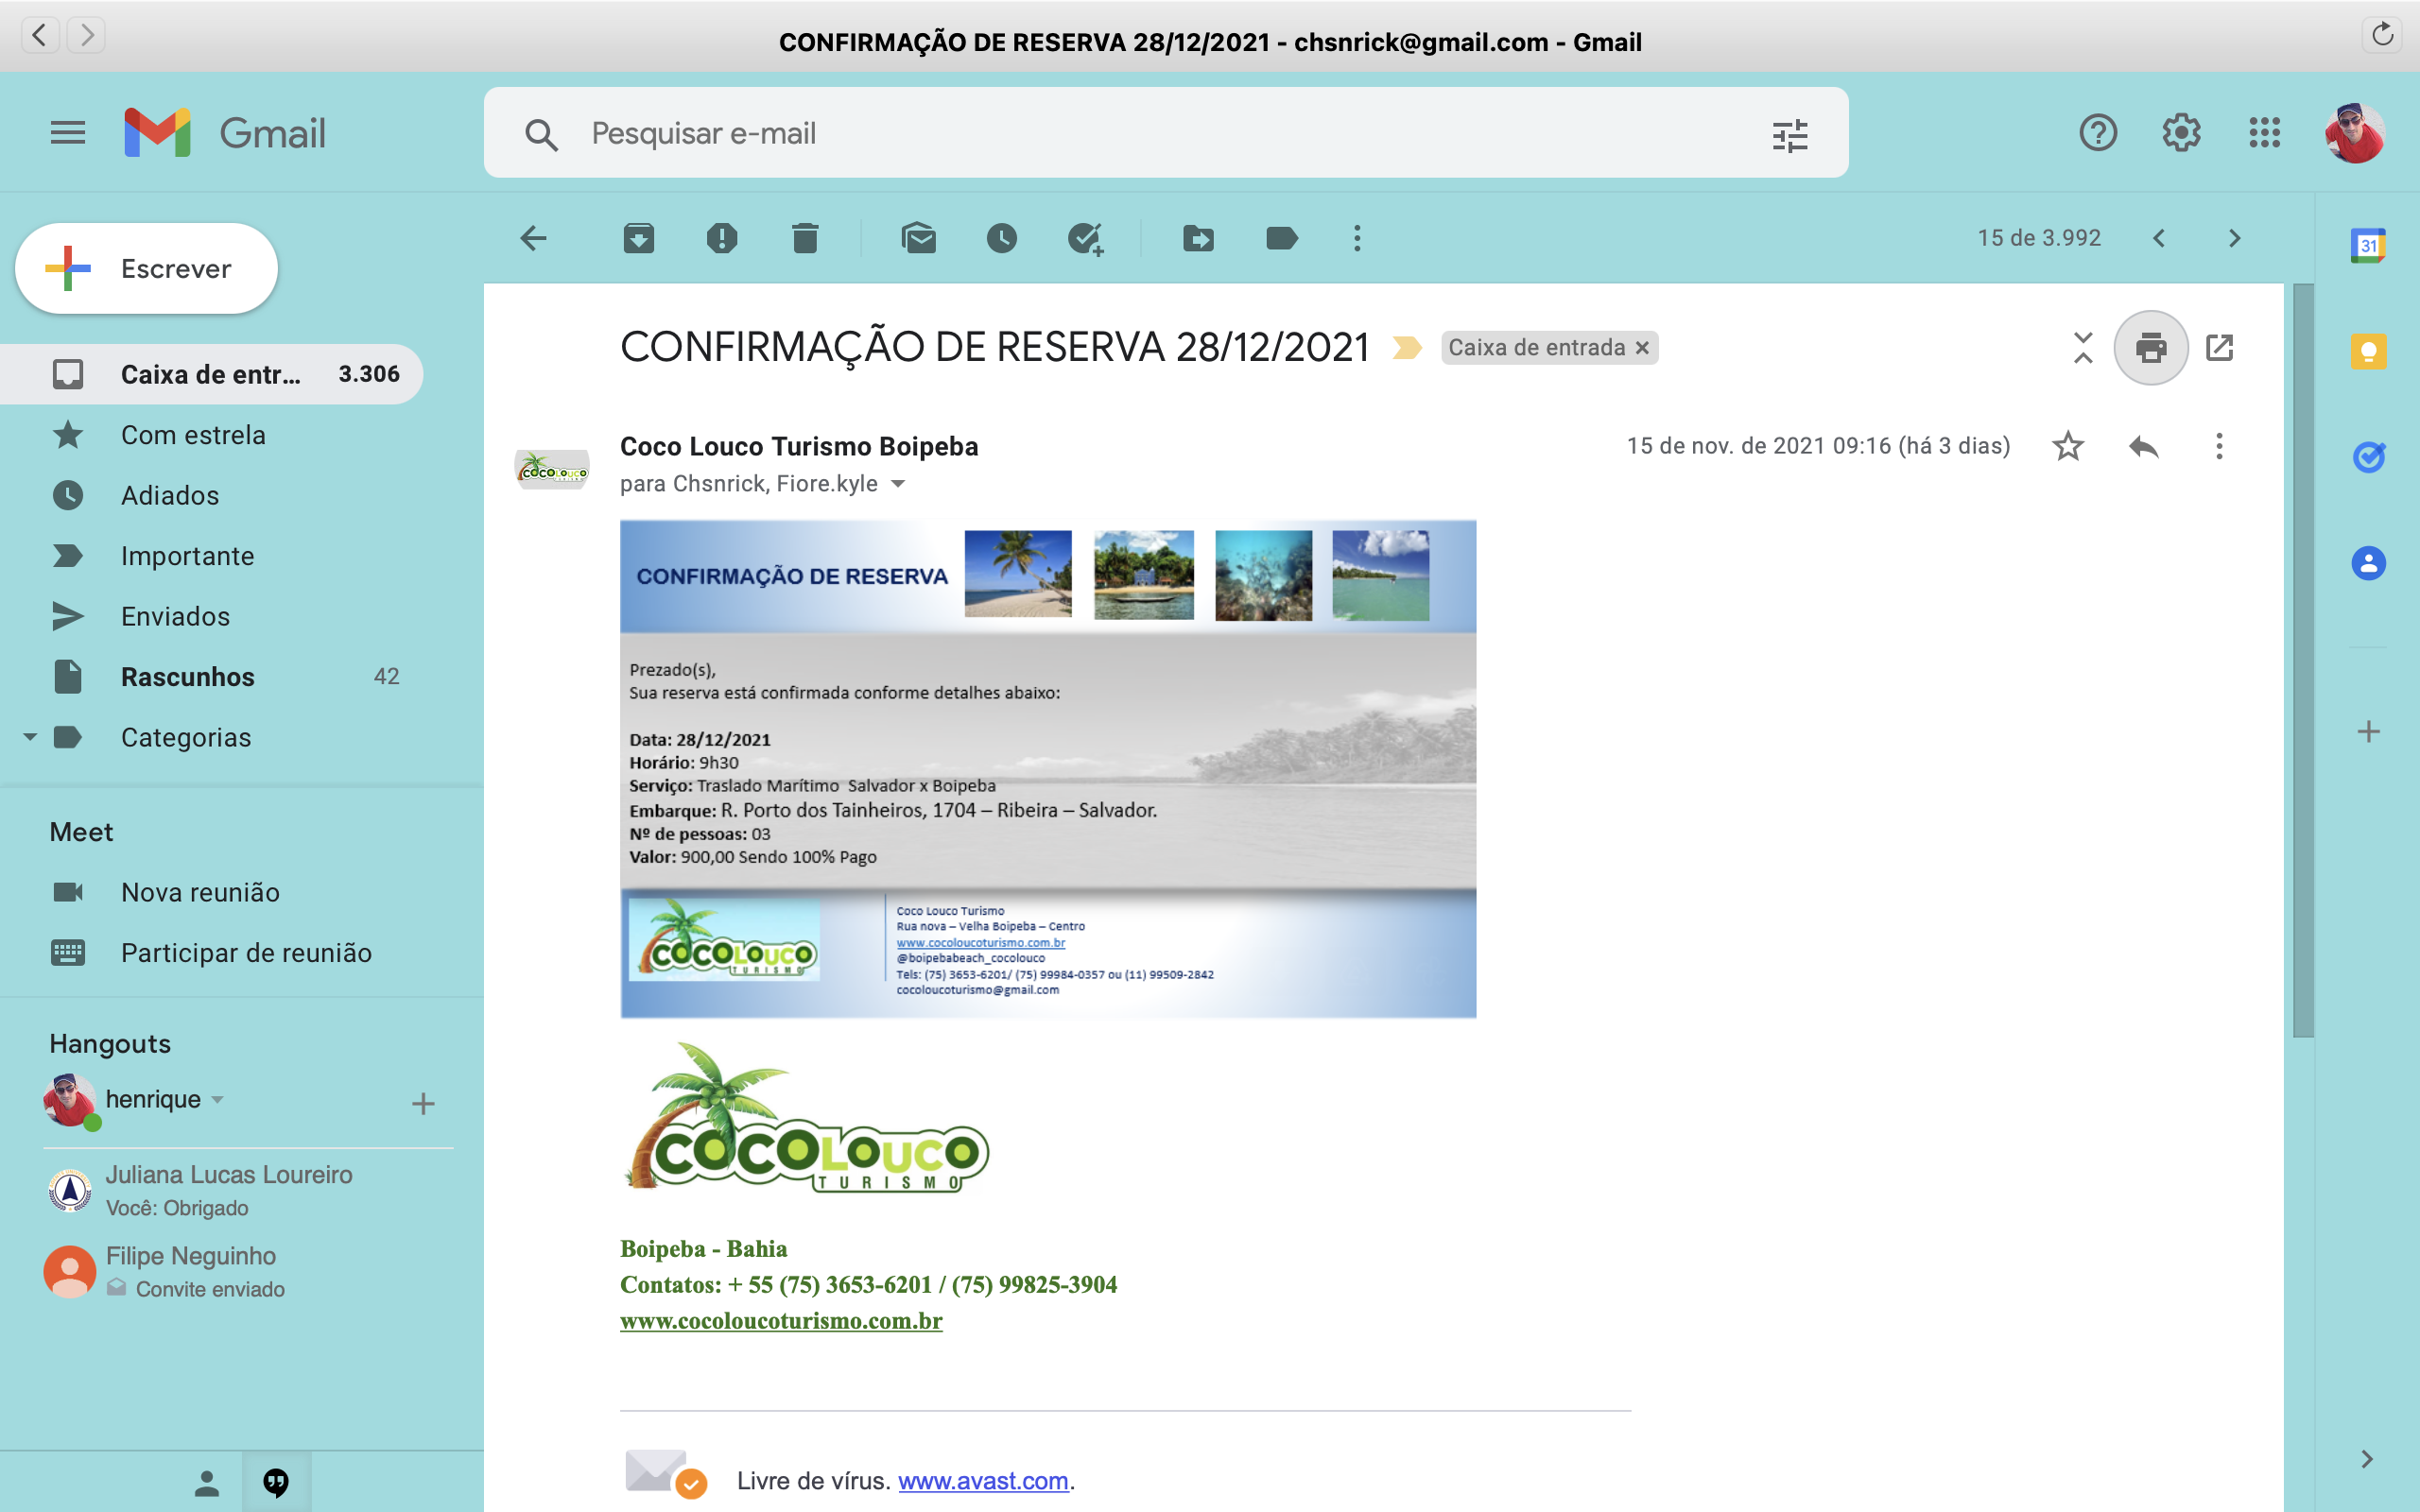 CONFIRMAÇÃO DE RESERVA 28/12/2021 - chsnrick@gmail.com - Gmail
Gmail
Pesquisar e-mail
Escrever
15 de 3.992
31
Caixa de entr... 3.306
Com estrela
Adiados
Importante
Enviados
Rascunhos 42
Categorias
Meet
Nova reunião
Participar de reunião
Hangouts
henrique
Juliana Lucas Loureiro
Você: Obrigado
Filipe Neguinho
Convite enviado
CONFIRMAÇÃO DE RESERVA 28/12/2021 Caixa de entrada ×
Coco Louco Turismo Boipeba 15 de nov. de 2021 09:16 (há 3 dias)
para Chsnrick, Fiore.kyle
COCOLOUCO
CONFIRMAÇÃO DE RESERVA
Prezado(s),
Sua reserva está confirmada conforme detalhes abaixo:
Data: 28/12/2021
Horário: 9h30
Serviço: Traslado Marítimo Salvador x Boipeba
Embarque: R. Porto dos Tainheiros, 1704 – Ribeira – Salvador.
Nº de pessoas: 03
Valor: 900,00 Sendo 100% Pago
COCOLOUCO
TURISMO
Coco Louco Turismo
Rua nova – Velha Boipeba – Centro
www.cocoloucoturismo.com.br
@boipebabeach_cocolouco
Tels: (75) 3653-6201/ (75) 99984-0357 ou (11) 99509-2842
cocoloucoturismo@gmail.com
COCOLOUCO
TURISMO
Boipeba - Bahia
Contatos: + 55 (75) 3653-6201 / (75) 99825-3904
www.cocoloucoturismo.com.br
Livre de vírus. www.avast.com.